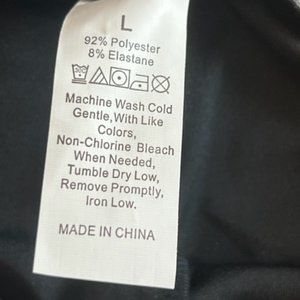 L
92% Polyester
8% Elastane
Machine Wash Cold
Gentle,With Like
Colors,
Non-Chlorine Bleach
When Needed,
Tumble Dry Low,
Remove Promptly,
Iron Low.
MADE IN CHINA